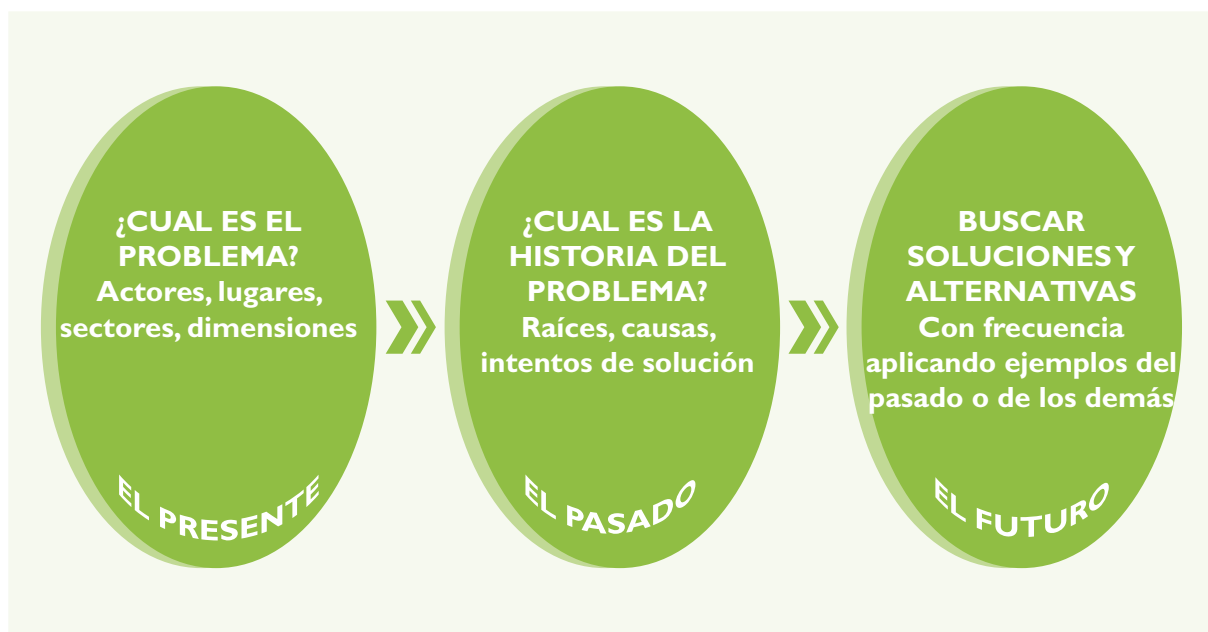 ¿CUAL ES EL
PROBLEMA?
Actores, lugares,
sectores, dimensiones
EL PRESENTE
¿CUAL ES LA
HISTORIA DEL
PROBLEMA?
Raíces, causas,
intentos de solución
EL PASADO
BUSCAR
SOLUCIONES Y
ALTERNATIVAS
Con frecuencia
aplicando ejemplos del
pasado o de los demás
EL FUTURO